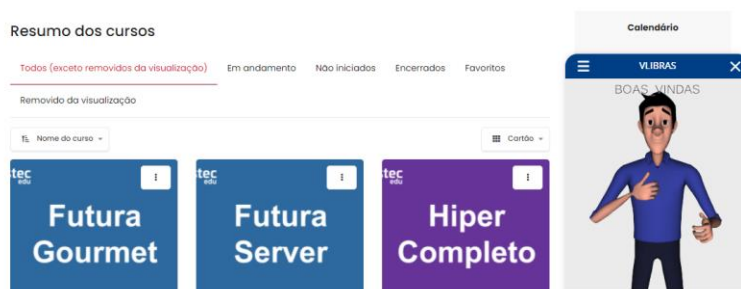 Resumo dos cursos
Calendário
Todos (exceto removidos da visualização)
Em andamento
Não iniciados
Encerrados
Favoritos
Removido da visualização
Nome do curso
Cartão
VLIBRAS
BOAS VINDAS
tec
edu
Futura
Gourmet
tec
edu
Futura
Server
tec
edu
Hiper
Completo